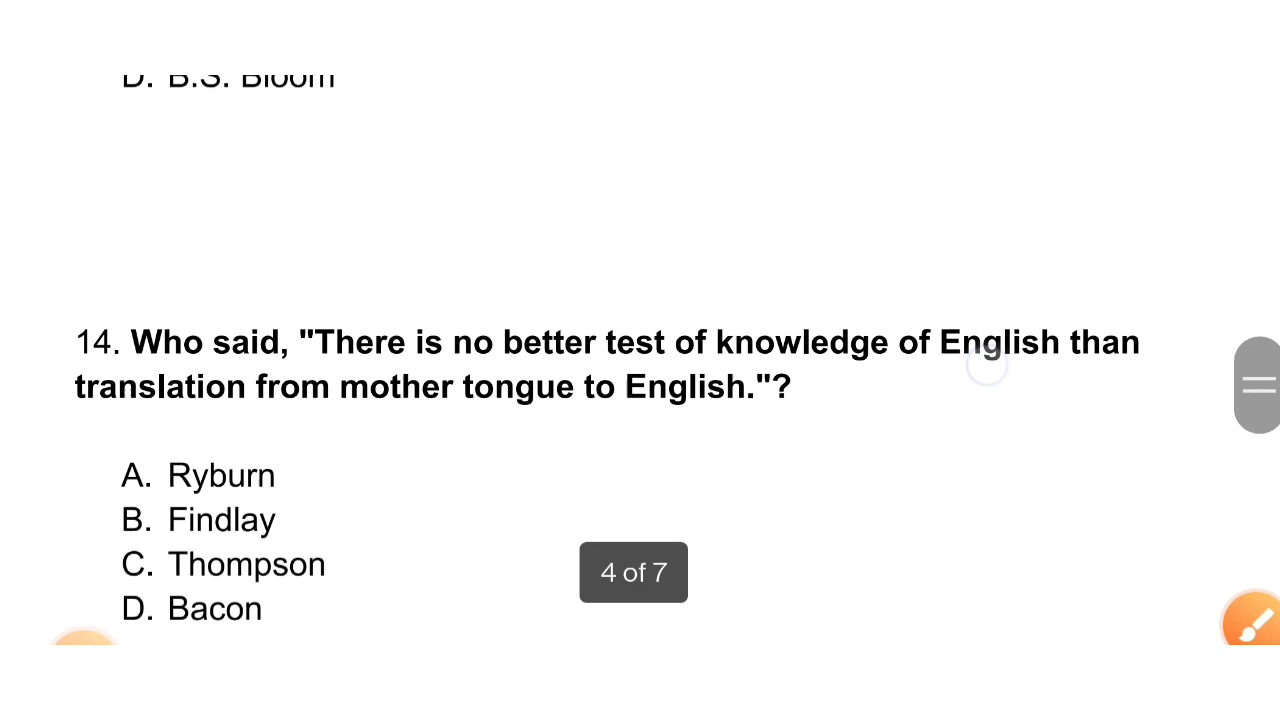 D. B.S. Bloom
14. Who said, "There is no better test of knowledge of English than
translation from mother tongue to English."?
A. Ryburn
B. Findlay
C. Thompson
D. Bacon
4 of 7